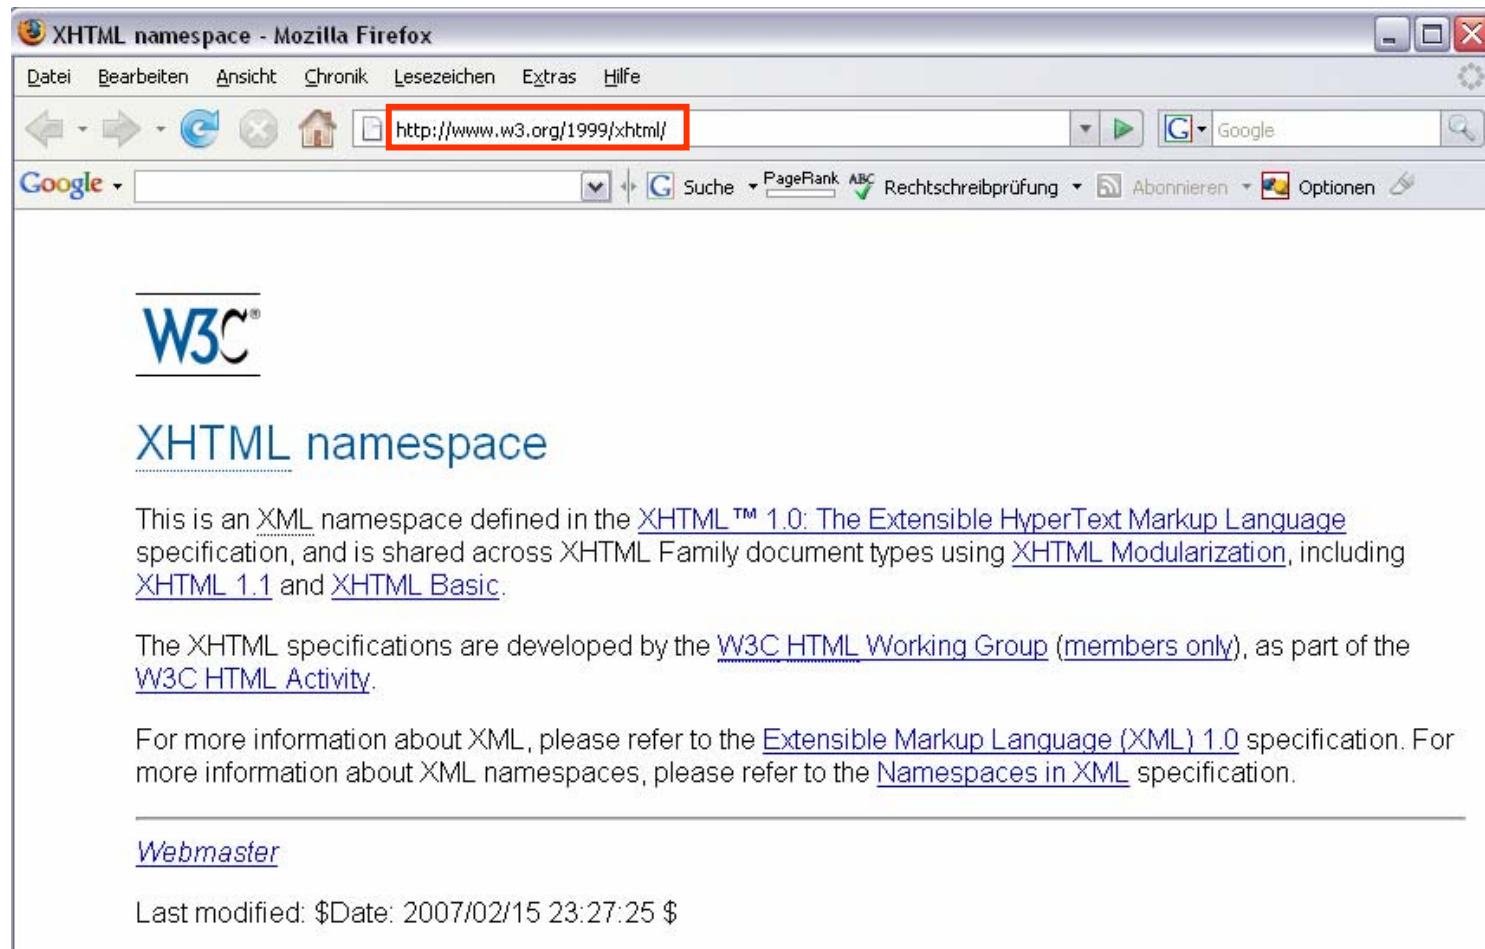 XHTML namespace - Mozilla Firefox
Datei Bearbeiten Ansicht Chronik Lesezeichen Extras Hilfe
http://www.w3.org/1999/xhtml/ G Google
Google G Suche PageRank ABC Rechtschreibprüfung Abonnieren Optionen
W3C®
XHTML namespace
This is an XML namespace defined in the XHTML™ 1.0: The Extensible HyperText Markup Language
specification, and is shared across XHTML Family document types using XHTML Modularization, including
XHTML 1.1 and XHTML Basic.
The XHTML specifications are developed by the W3C HTML Working Group (members only), as part of the
W3C HTML Activity.
For more information about XML, please refer to the Extensible Markup Language (XML) 1.0 specification. For
more information about XML namespaces, please refer to the Namespaces in XML specification.
Webmaster
Last modified: $Date: 2007/02/15 23:27:25 $